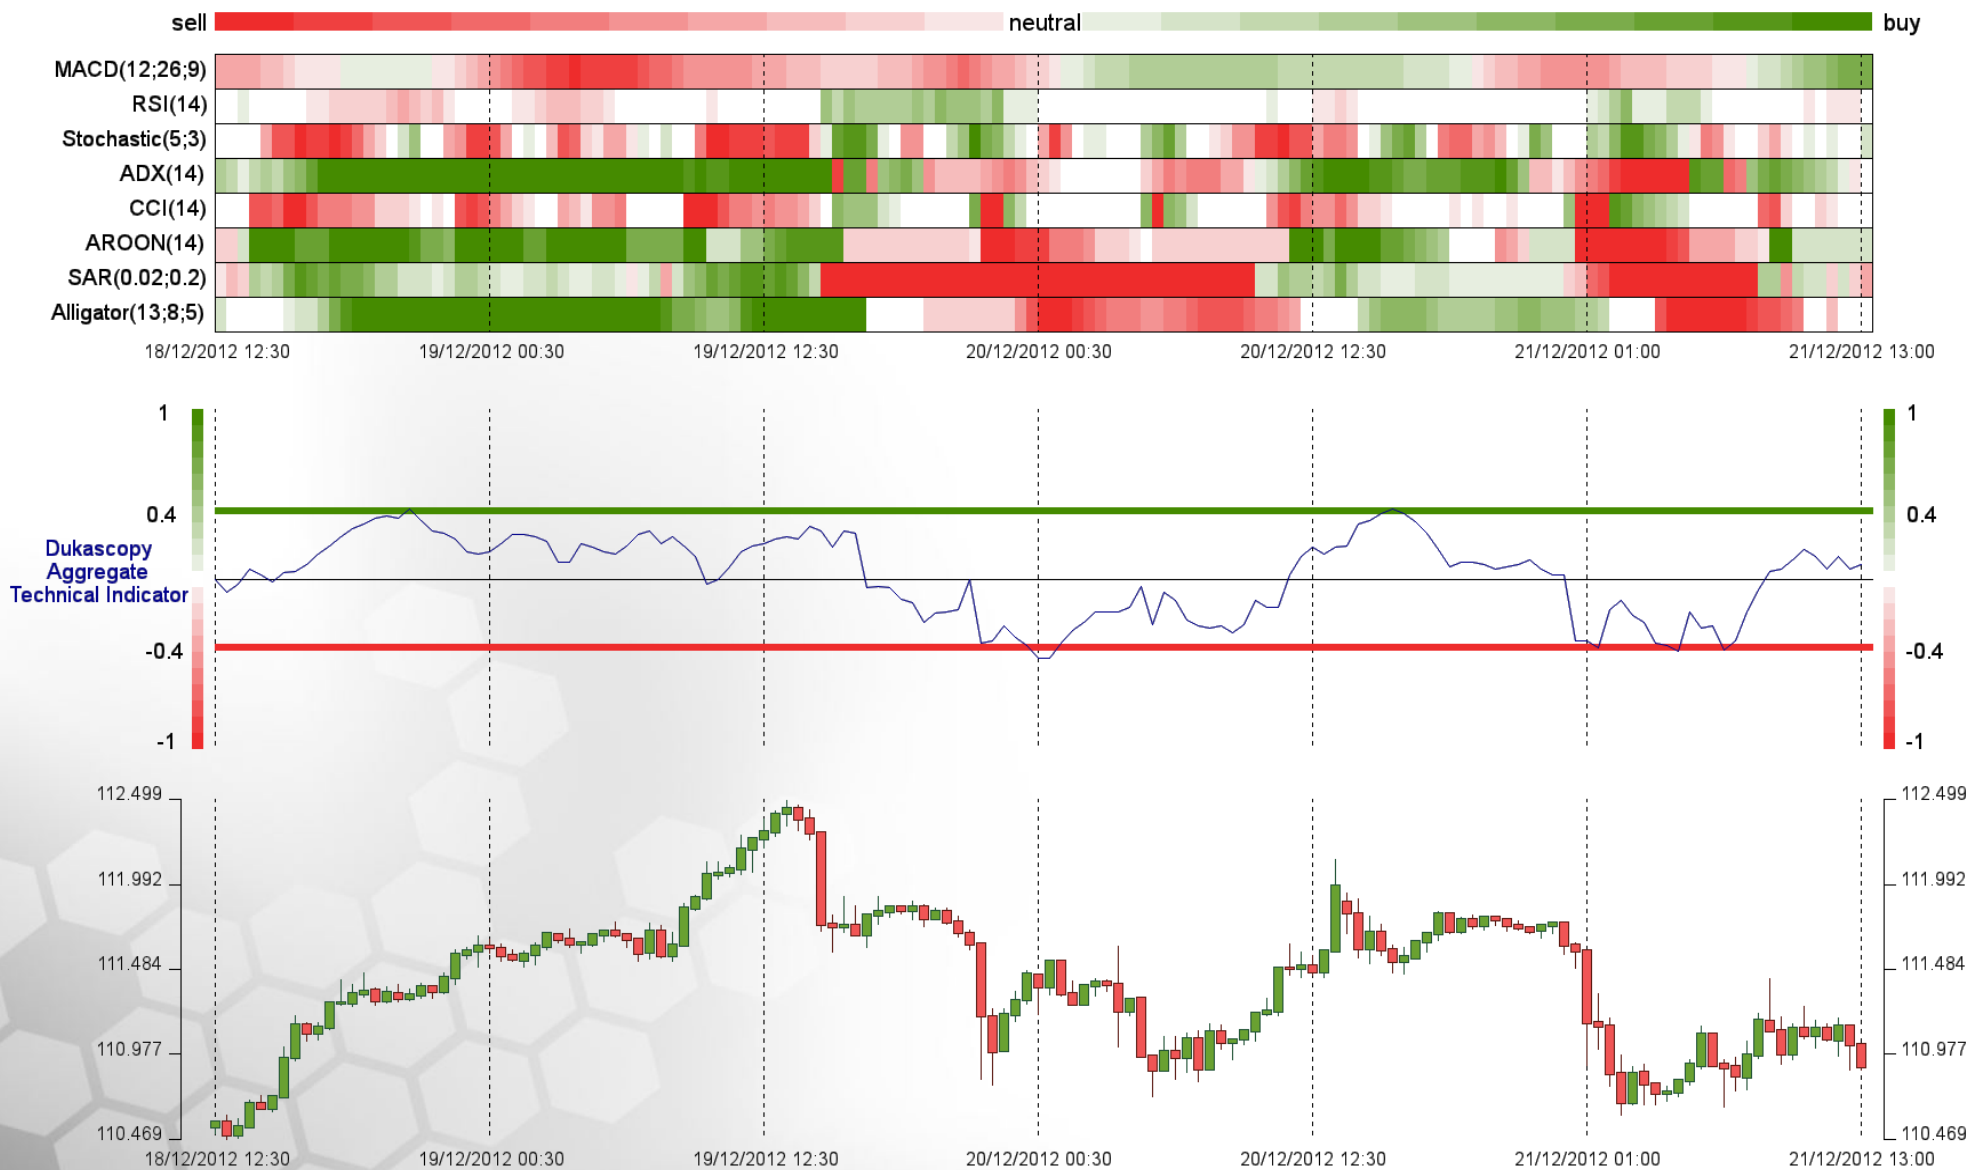 sell neutral buy
MACD(12;26;9)
RSI(14)
Stochastic(5;3)
ADX(14)
CCI(14)
AROON(14)
SAR(0.02;0.2)
Alligator(13;8;5)
18/12/2012 12:30 19/12/2012 00:30 19/12/2012 12:30 20/12/2012 00:30 20/12/2012 12:30 21/12/2012 01:00 21/12/2012 13:00
1 1
0.4 0.4
Dukascopy
Aggregate
Technical Indicator
-0.4 -0.4
-1 -1
112.499 112.499
111.992 111.992
111.484 111.484
110.977 110.977
110.469 110.469
18/12/2012 12:30 19/12/2012 00:30 19/12/2012 12:30 20/12/2012 00:30 20/12/2012 12:30 21/12/2012 01:00 21/12/2012 13:00